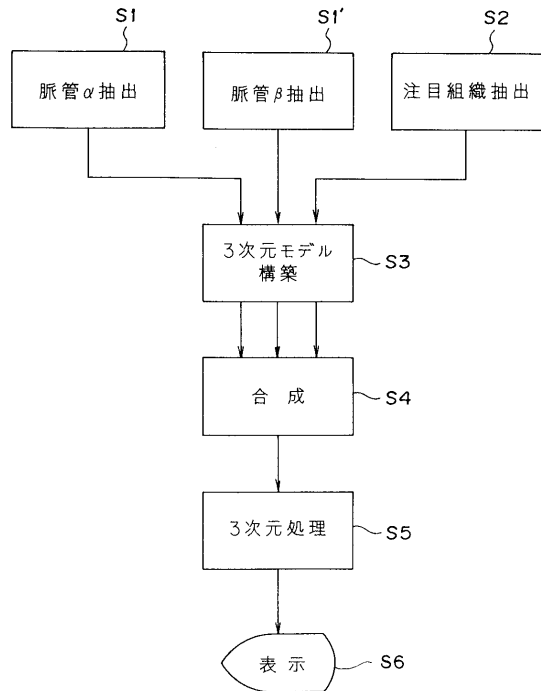 S1
S1'
S2
脈管α抽出
脈管β抽出
注目組織抽出
3次元モデル
構築
S3
合成
S4
3次元処理
S5
表示
S6